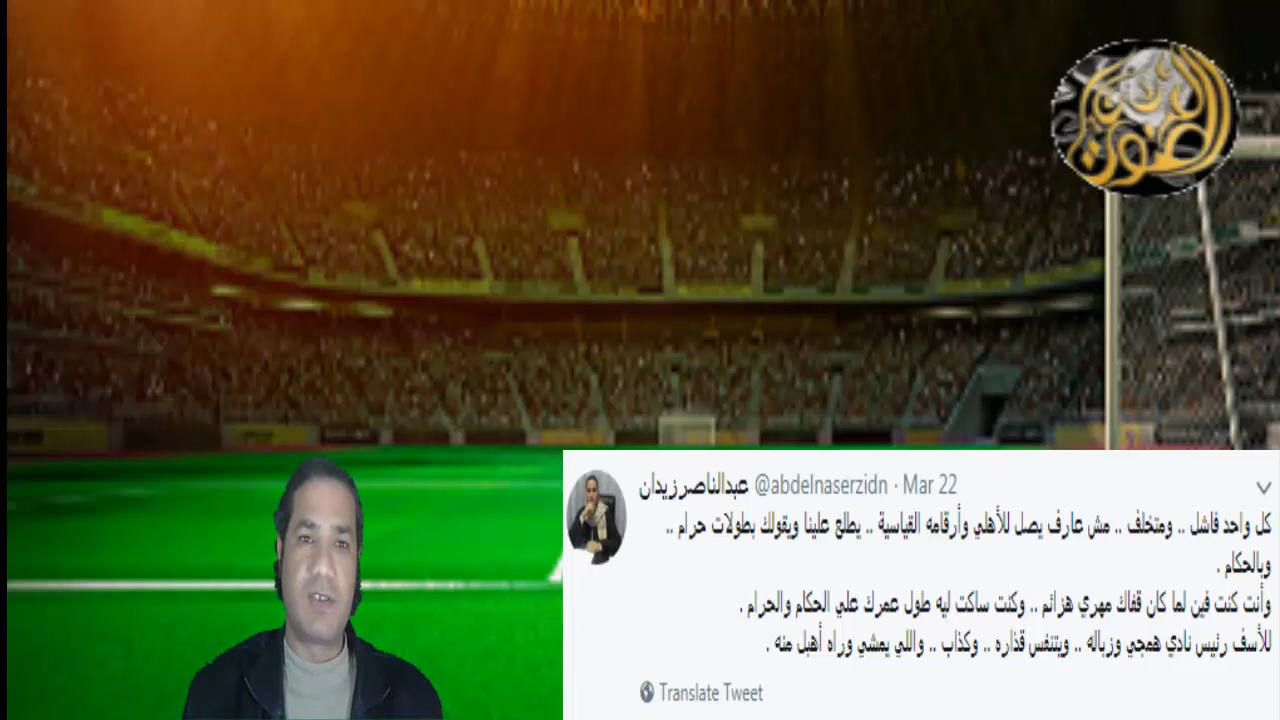 عبدالناصرزيدان @abdelnaserzidn · Mar 22
كل واحد فاشل .. ومتخلف .. مش عارف يصل للأهلي وأرقامه القياسية .. يطلع علينا ويقولك بطولات حرام ..
وبالحكام .
وأنت كنت فين لما كان قفاك مهري هزائم .. وكنت ساكت ليه طول عمرك علي الحكام والحرام .
للأسف رئيس نادي همجي وزباله .. ويتنفس قذاره .. وكذاب .. واللي يمشي وراه أهبل منه .
Translate Tweet